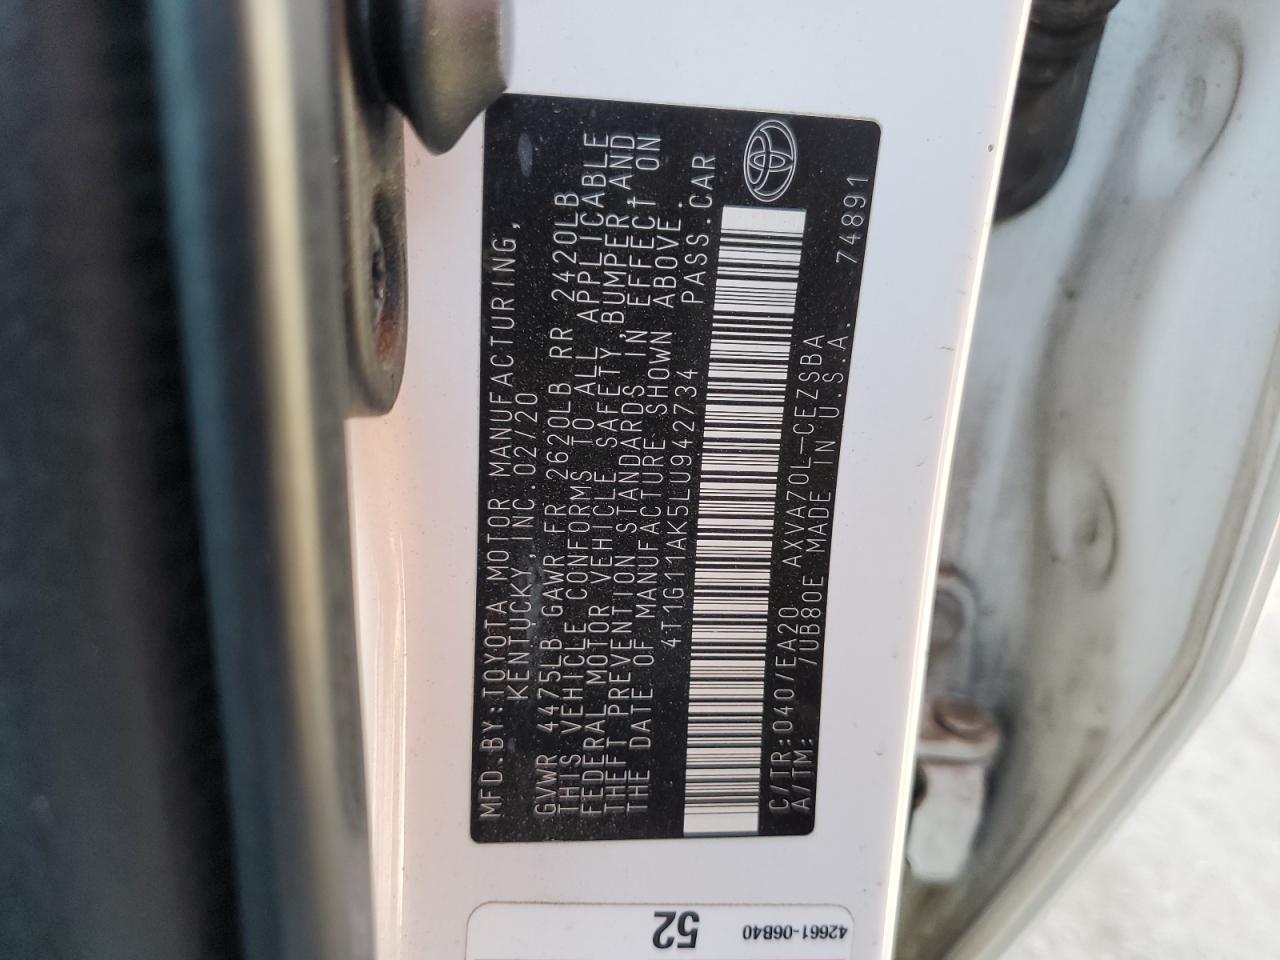 MFD.BY:TOYOTA MOTOR MANUFACTURING,
KENTUCKY,INC. 02/20
GVWR 4475LB GAWR FR 2620LB RR 2420LB
THIS VEHICLE CONFORMS TO ALL APPLICABLE
FEDERAL MOTOR VEHICLE SAFETY, BUMPER,AND
THEFT PREVENTION STANDARDS IN EFFECT ON
THE DATE OF MANUFACTURE SHOWN ABOVE.
4T1G11AK5LU942734 PASS.CAR
C/TR:040/EA20 AXVA70L-CEZSBA
A/TM: 7UB80E MADE IN U.S.A. 74891
52
42661-06B40